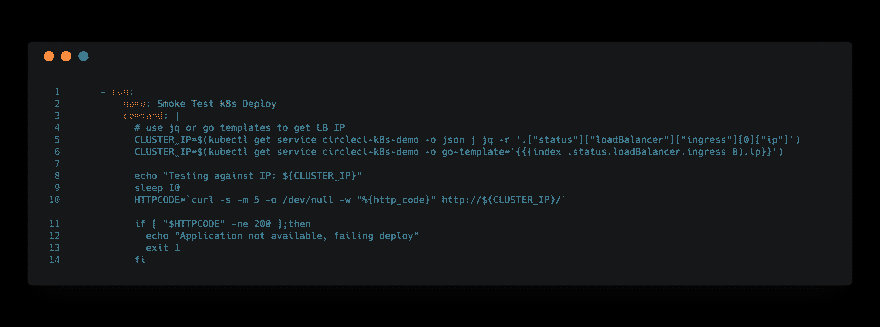 1 - run:
2 name: Smoke Test k8s Deploy
3 command: |
4 # use jq or go templates to get LB IP
5 CLUSTER_IP=$(kubectl get service circleci-k8s-demo -o json | jq -r '.["status"]["loadBalancer"]["ingress"][0]["ip"]')
6 CLUSTER_IP=$(kubectl get service circleci-k8s-demo -o go-template='{{(index .status.loadBalancer.ingress 0).ip}}')
7
8 echo "Testing against IP: ${CLUSTER_IP}"
9 sleep 10
10 HTTPCODE=`curl -s -m 5 -o /dev/null -w "%{http_code}" http://${CLUSTER_IP}/`
11 if [ "$HTTPCODE" -ne 200 ];then
12 echo "Application not available, failing deploy"
13 exit 1
14 fi